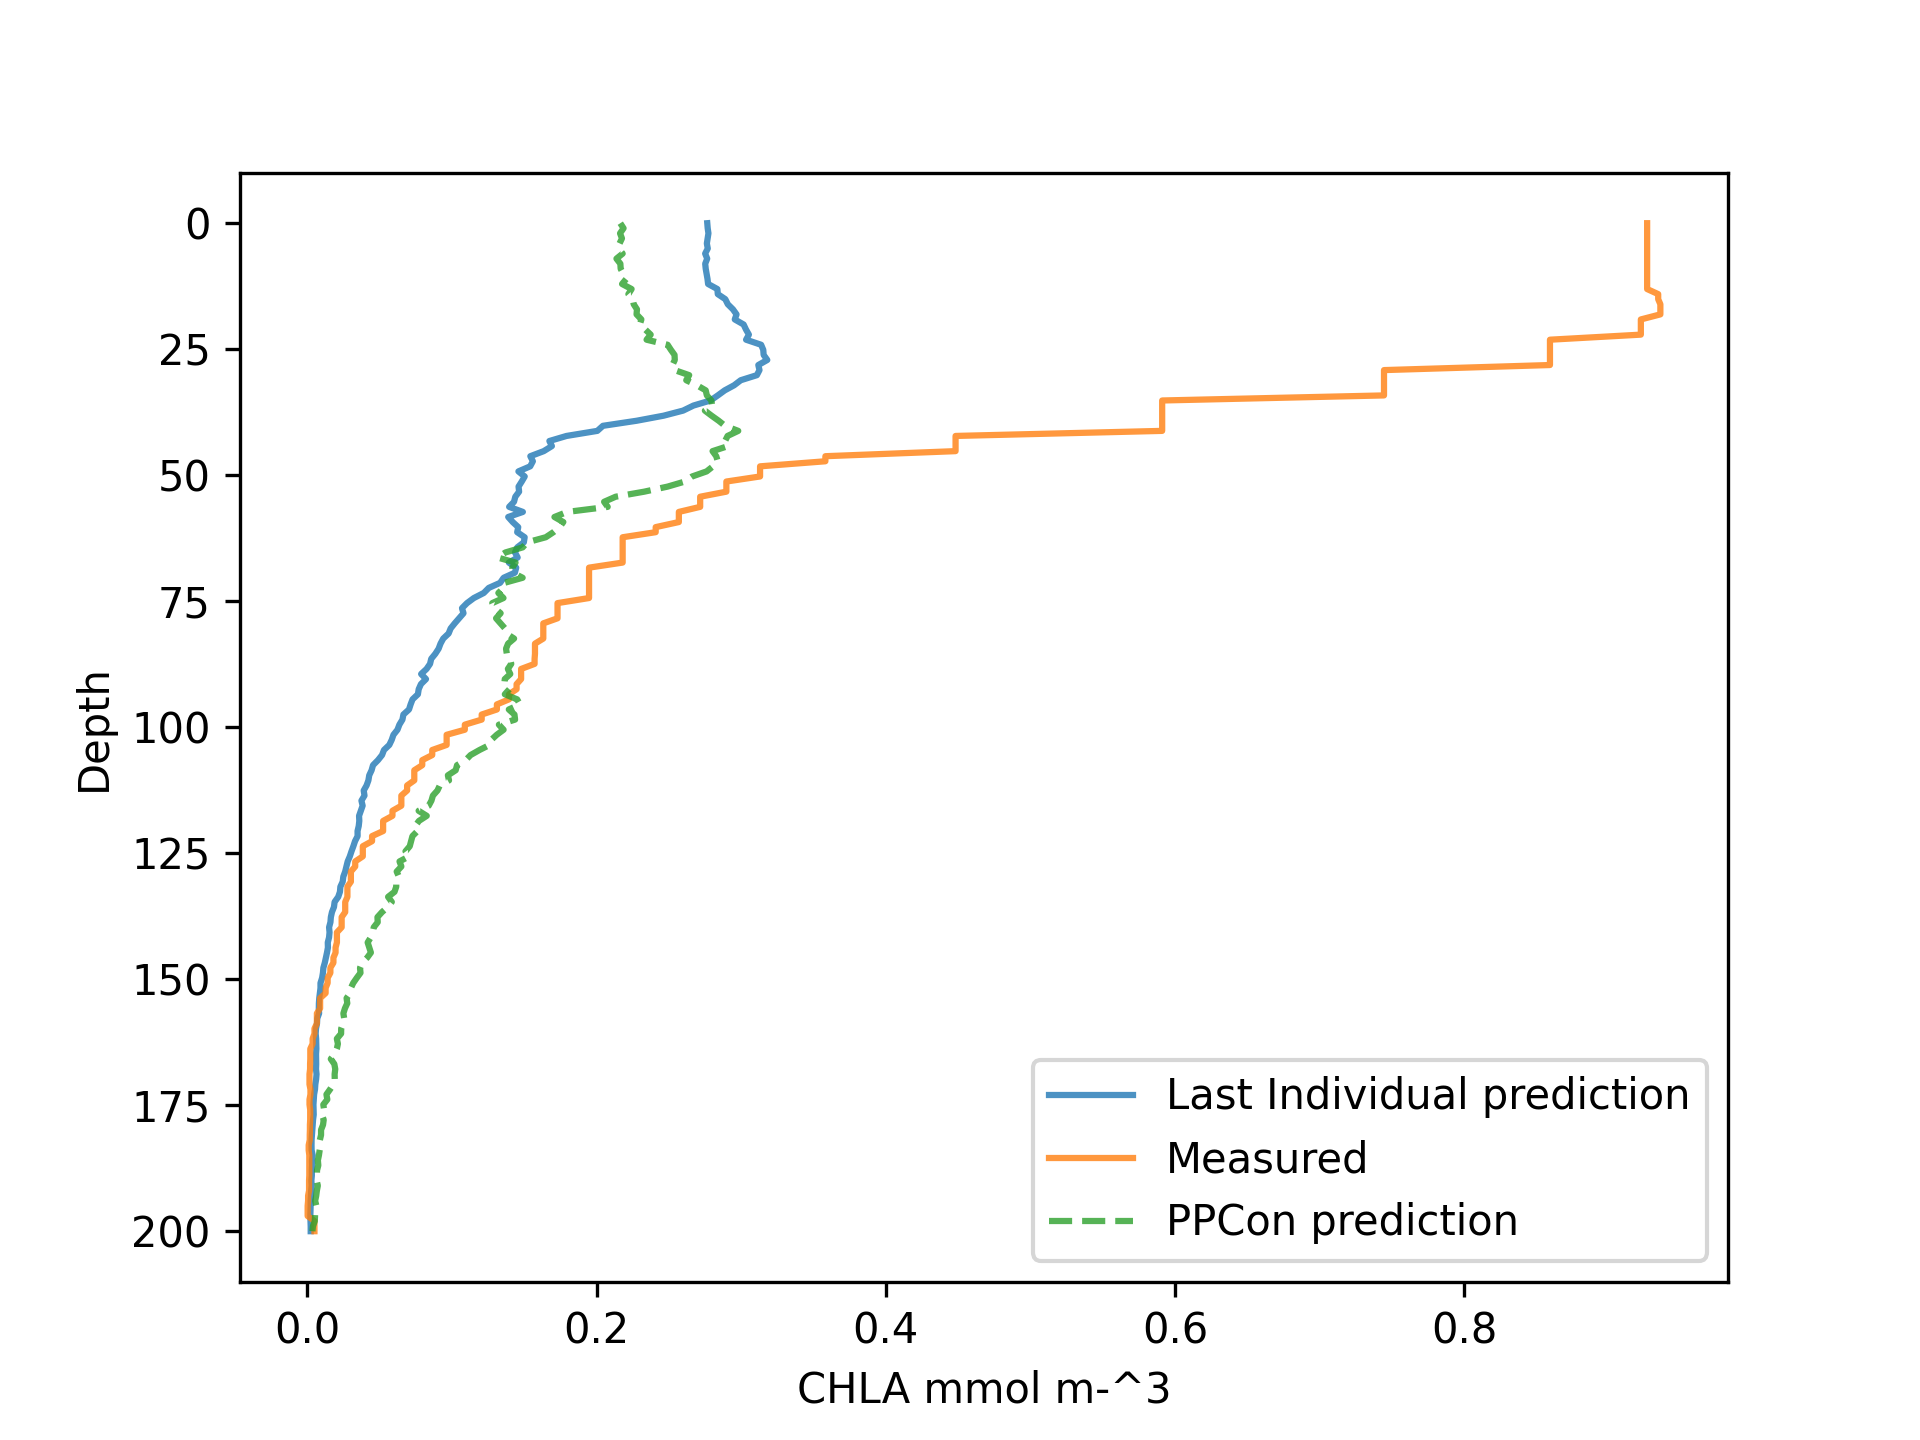 0
25
50
75
100
125
150
175
200
Depth
0.0 0.2 0.4 0.6 0.8
CHLA mmol m-^3
Last Individual prediction
Measured
PPCon prediction